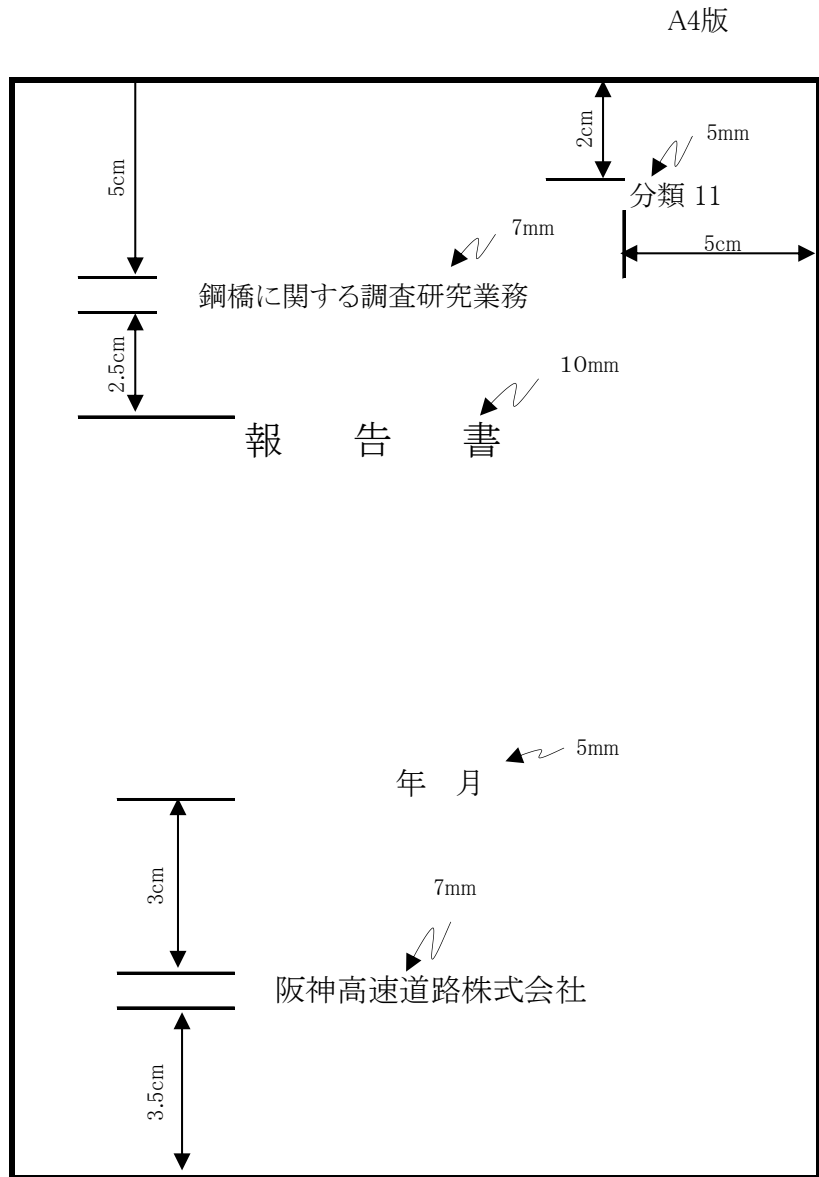 A4版
2cm
5mm
5cm
分類 11
7mm
5cm
鋼橋に関する調査研究業務
2.5cm
10mm
報　告　書
5mm
年　月
3cm
7mm
阪神高速道路株式会社
3.5cm